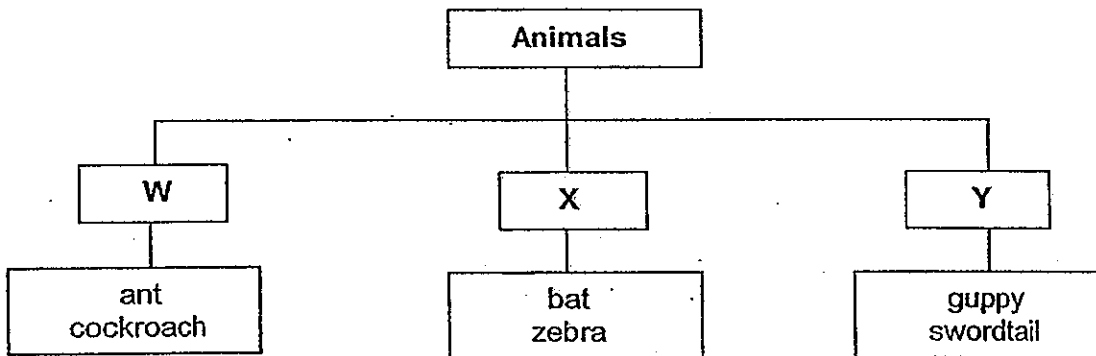 Animals
W
X
Y
ant
cockroach
bat
zebra
guppy
swordtail